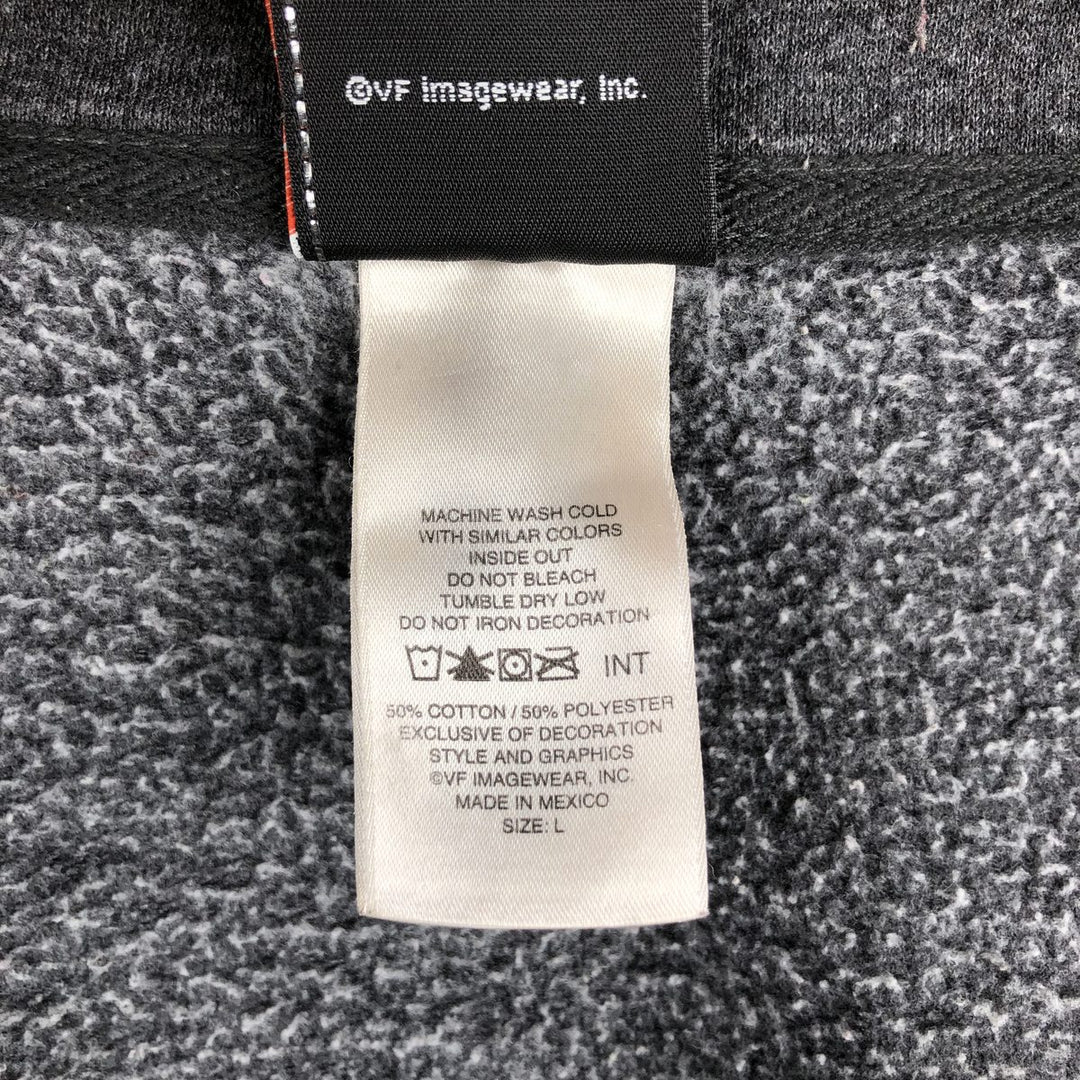 ©VF Imagewear, Inc.
MACHINE WASH COLD
WITH SIMILAR COLORS
INSIDE OUT
DO NOT BLEACH
TUMBLE DRY LOW
DO NOT IRON DECORATION
INT
50% COTTON / 50% POLYESTER
EXCLUSIVE OF DECORATION
STYLE AND GRAPHICS
©VF IMAGEWEAR, INC.
MADE IN MEXICO
SIZE: L